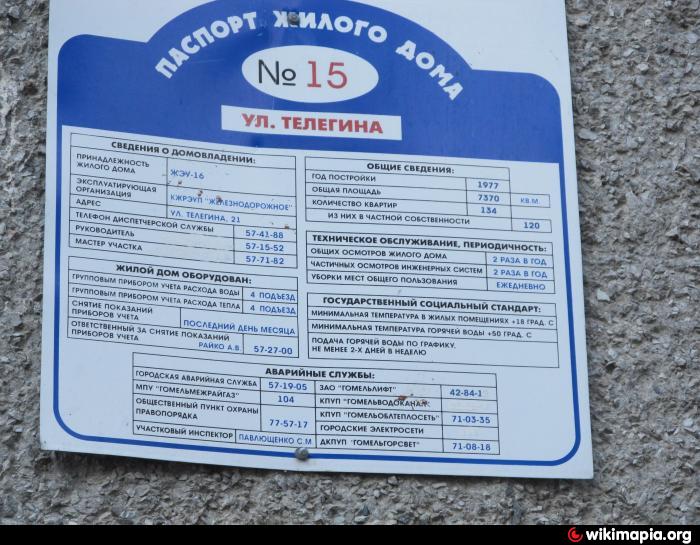 ПАСПОРТ ЖИЛОГО ДОМА
№ 15
УЛ. ТЕЛЕГИНА
СВЕДЕНИЯ О ДОМОВЛАДЕНИИ:
ПРИНАДЛЕЖНОСТЬ ЖИЛОГО ДОМА ЖЭУ-16
ЭКСПЛУАТИРУЮЩАЯ ОРГАНИЗАЦИЯ КЖРЭУП "ЖЕЛЕЗНОДОРОЖНОЕ"
АДРЕС УЛ. ТЕЛЕГИНА, 21
ТЕЛЕФОН ДИСПЕТЧЕРСКОЙ СЛУЖБЫ 57-41-88
РУКОВОДИТЕЛЬ 57-15-52
МАСТЕР УЧАСТКА 57-71-82
ЖИЛОЙ ДОМ ОБОРУДОВАН:
ГРУППОВЫМ ПРИБОРОМ УЧЕТА РАСХОДА ВОДЫ 4 ПОДЪЕЗД
ГРУППОВЫМ ПРИБОРОМ УЧЕТА РАСХОДА ТЕПЛА 4 ПОДЪЕЗД
СНЯТИЕ ПОКАЗАНИЙ ПРИБОРОВ УЧЕТА ПОСЛЕДНИЙ ДЕНЬ МЕСЯЦА
ОТВЕТСТВЕННЫЙ ЗА СНЯТИЕ ПОКАЗАНИЙ
ПРИБОРОВ УЧЕТА РАЙКО А.В. 57-27-00
ОБЩИЕ СВЕДЕНИЯ:
ГОД ПОСТРОЙКИ 1977
ОБЩАЯ ПЛОЩАДЬ 7370 КВ.М.
КОЛИЧЕСТВО КВАРТИР 134
ИЗ НИХ В ЧАСТНОЙ СОБСТВЕННОСТИ 120
ТЕХНИЧЕСКОЕ ОБСЛУЖИВАНИЕ, ПЕРИОДИЧНОСТЬ:
ОБЩИХ ОСМОТРОВ ЖИЛОГО ДОМА 2 РАЗА В ГОД
ЧАСТИЧНЫХ ОСМОТРОВ ИНЖЕНЕРНЫХ СИСТЕМ 2 РАЗА В ГОД
УБОРКИ МЕСТ ОБЩЕГО ПОЛЬЗОВАНИЯ ЕЖЕДНЕВНО
ГОСУДАРСТВЕННЫЙ СОЦИАЛЬНЫЙ СТАНДАРТ:
МИНИМАЛЬНАЯ ТЕМПЕРАТУРА В ЖИЛЫХ ПОМЕЩЕНИЯХ +18 ГРАД. С
МИНИМАЛЬНАЯ ТЕМПЕРАТУРА ГОРЯЧЕЙ ВОДЫ +50 ГРАД. С
ПОДАЧА ГОРЯЧЕЙ ВОДЫ ПО ГРАФИКУ.
НЕ МЕНЕЕ 2-Х ДНЕЙ В НЕДЕЛЮ
АВАРИЙНЫЕ СЛУЖБЫ:
ГОРОДСКАЯ АВАРИЙНАЯ СЛУЖБА 57-19-05
МПУ "ГОМЕЛЬМЕЖРАЙГАЗ" 104
ОБЩЕСТВЕННЫЙ ПУНКТ ОХРАНЫ
ПРАВОПОРЯДКА 77-57-17
УЧАСТКОВЫЙ ИНСПЕКТОР ПАВЛЮЩЕНКО С.М
ЗАО "ГОМЕЛЬЛИФТ" 42-84-1
КПУП "ГОМЕЛЬВОДОКАНАЛ"
КПУП "ГОМЕЛЬОБЛТЕПЛОСЕТЬ" 71-03-35
ГОРОДСКИЕ ЭЛЕКТРОСЕТИ
ДКПУП "ГОМЕЛЬГОРСВЕТ" 71-08-18
wikimapia.org